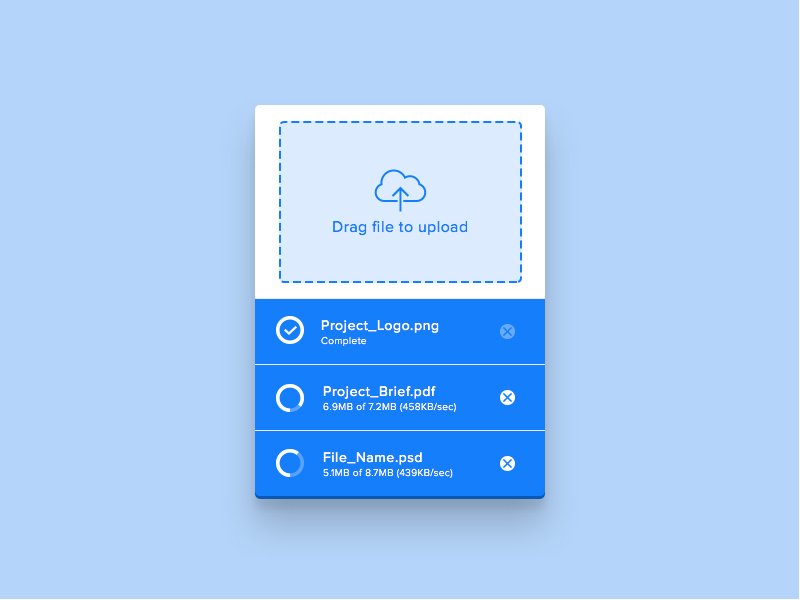 Drag file to upload
Project_Logo.png
Complete
Project_Brief.pdf
6.9MB of 7.2MB (458KB/sec)
File_Name.psd
5.1MB of 8.7MB (439KB/sec)